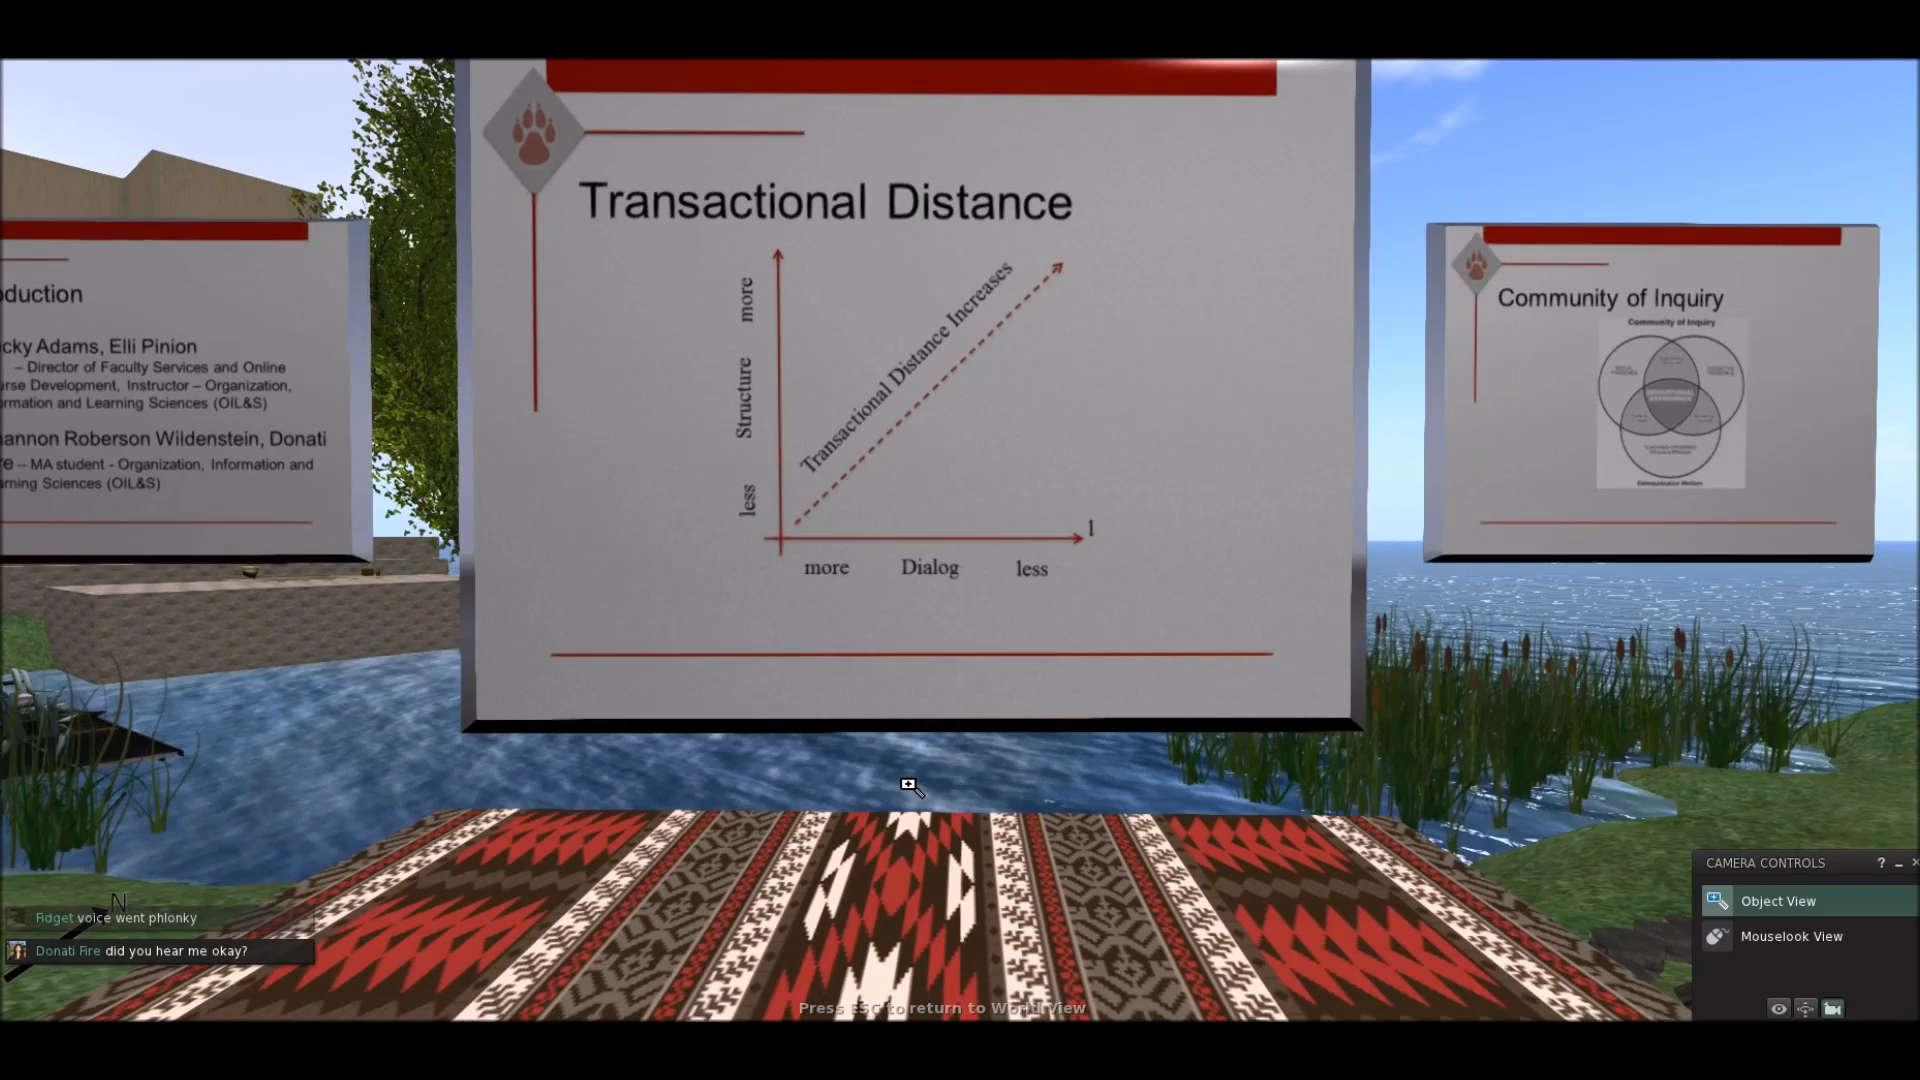 oduction
cky Adams, Elli Pinion
– Director of Faculty Services and Online
urse Development, Instructor – Organization,
ormation and Learning Sciences (OIL&S)
hannon Roberson Wildenstein, Donati
re – MA student - Organization, Information and
rning Sciences (OIL&S)
Transactional Distance
more
Structure
less
Transactional Distance Increases
l
more Dialog less
Community of Inquiry
Community of Inquiry
N
Fidget voice went phlonky
Donati Fire did you hear me okay?
Press ESC to return to World View
CAMERA CONTROLS ?
Object View
Mouselook View